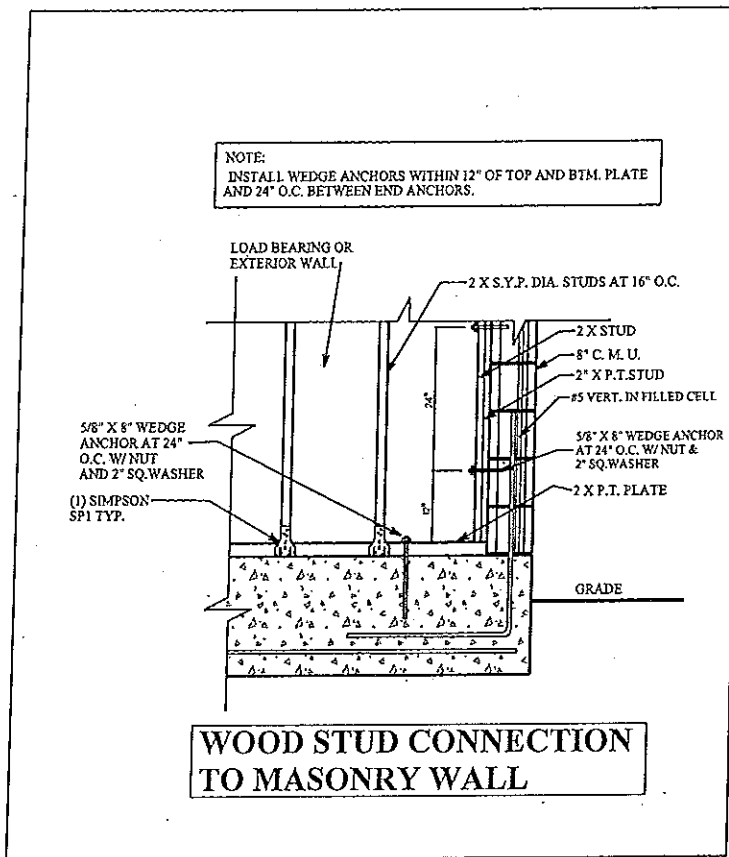 NOTE:
INSTALL WEDGE ANCHORS WITHIN 12" OF TOP AND BTM. PLATE
AND 24" O.C. BETWEEN END ANCHORS.
LOAD BEARING OR
EXTERIOR WALL
2 X S.Y.P. DIA. STUDS AT 16" O.C.
2 X STUD
8" C. M. U.
2" X P.T.STUD
#5 VERT. IN FILLED CELL
24"
5/8" X 8" WEDGE
ANCHOR AT 24"
O.C. W/ NUT
AND 2" SQ.WASHER
5/8" X 8" WEDGE ANCHOR
AT 24" O.C. W/ NUT &
2" SQ.WASHER
12"
(1) SIMPSON
SP1 TYP.
2 X P.T. PLATE
GRADE
WOOD STUD CONNECTION
TO MASONRY WALL